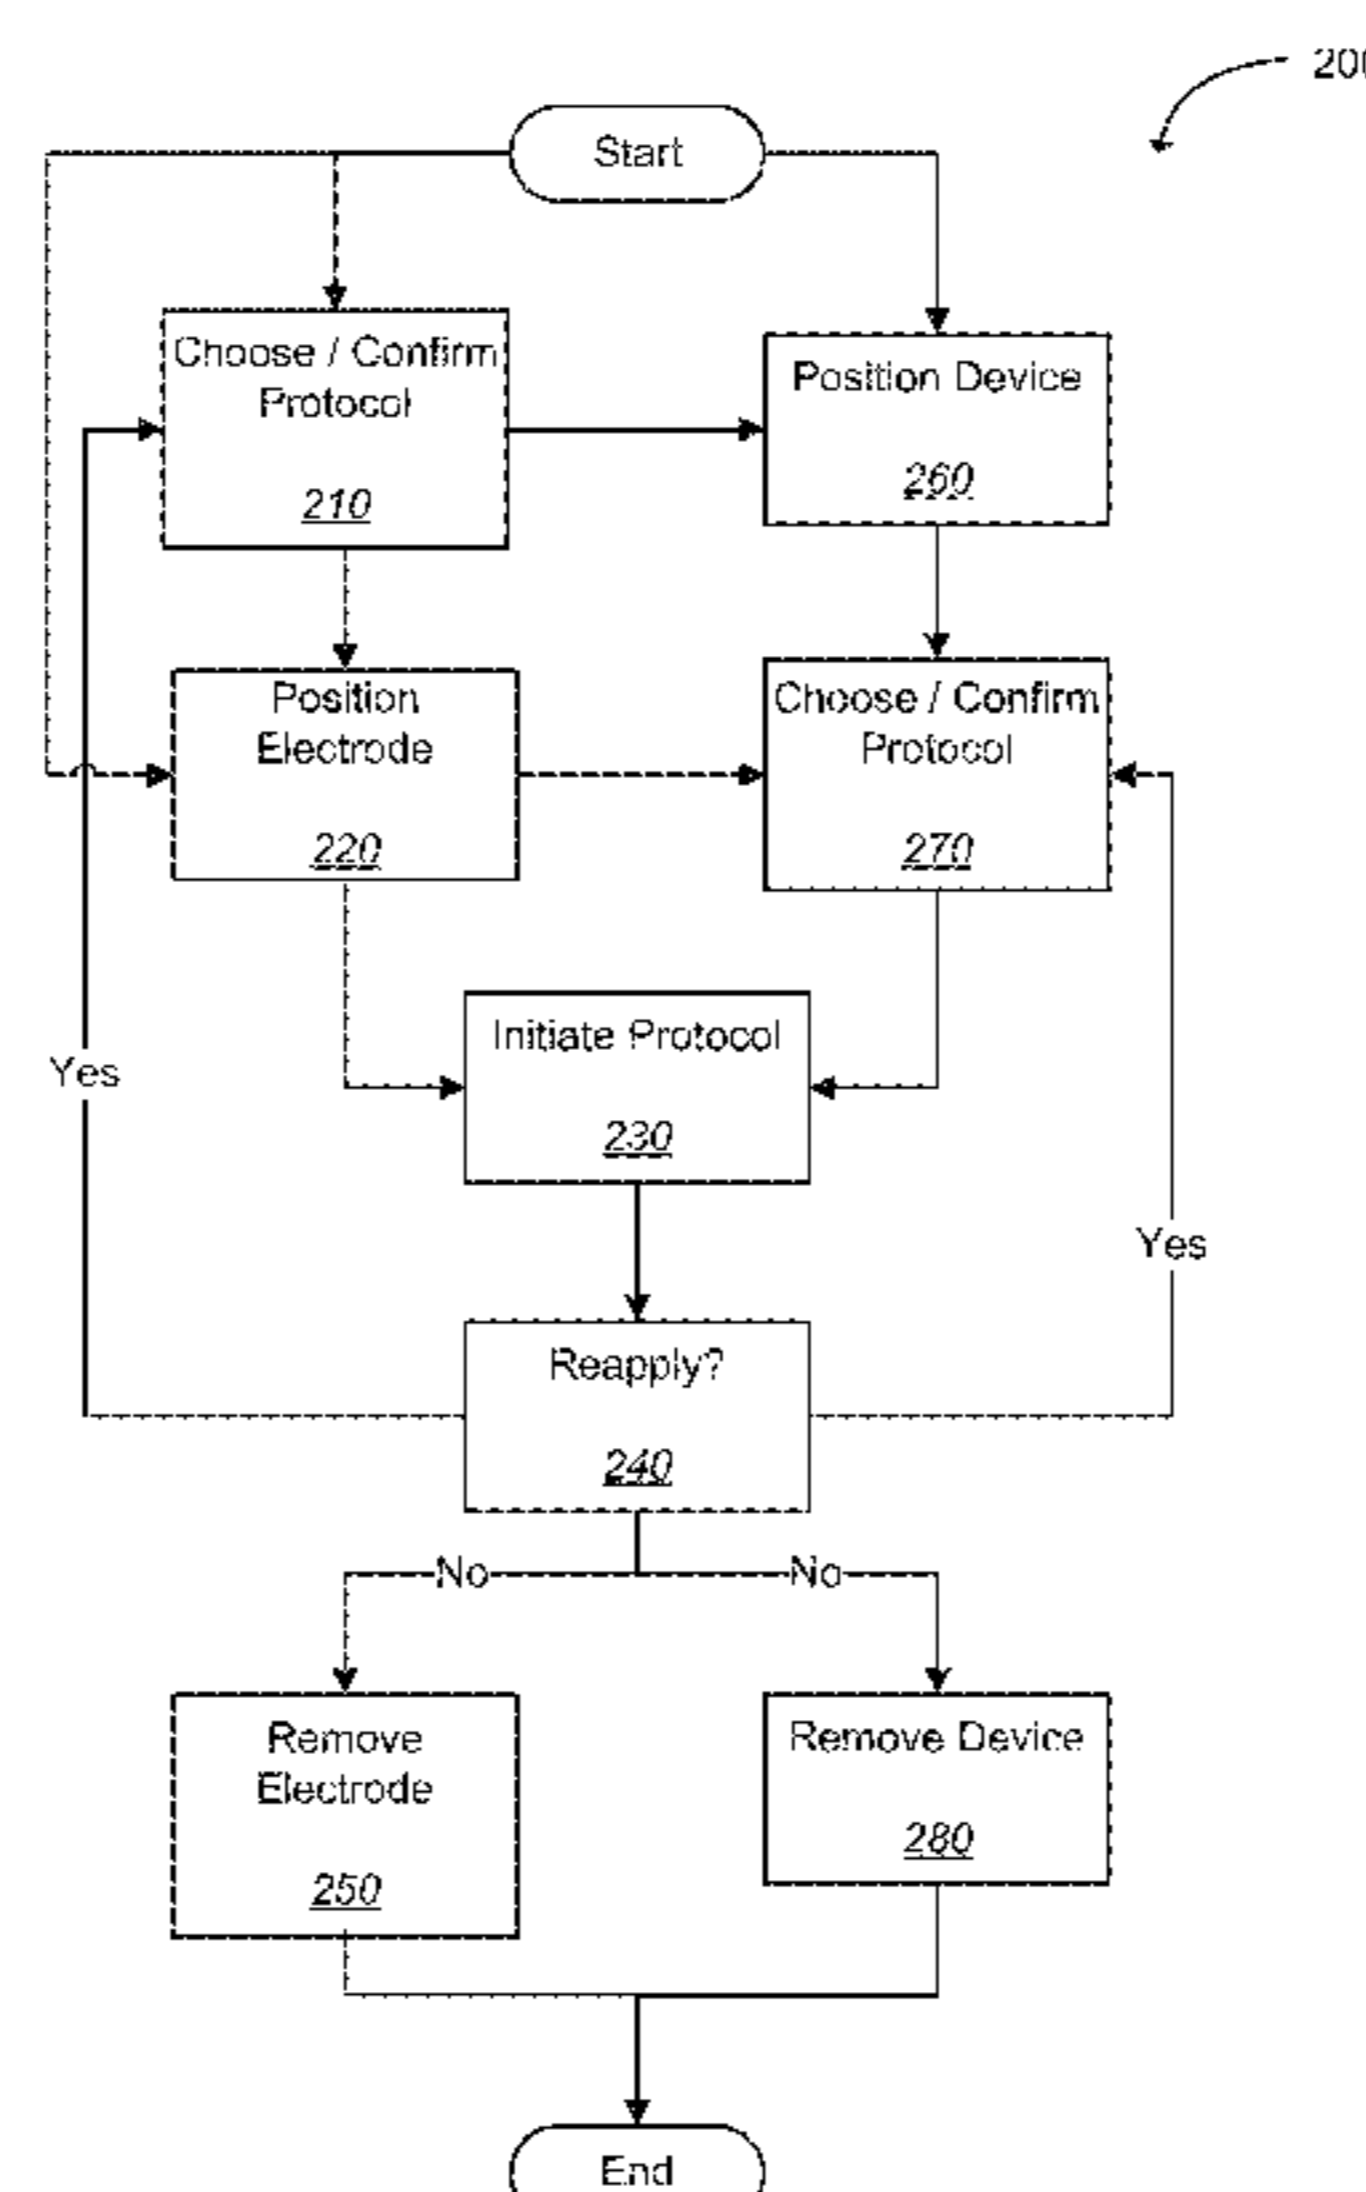 200
Start
Choose / Confirm
Protocol
210
Position Device
260
Position
Electrode
220
Choose / Confirm
Protocol
270
Initiate Protocol
230
Yes
Yes
Reapply?
240
No
No
Remove
Electrode
250
Remove Device
280
End